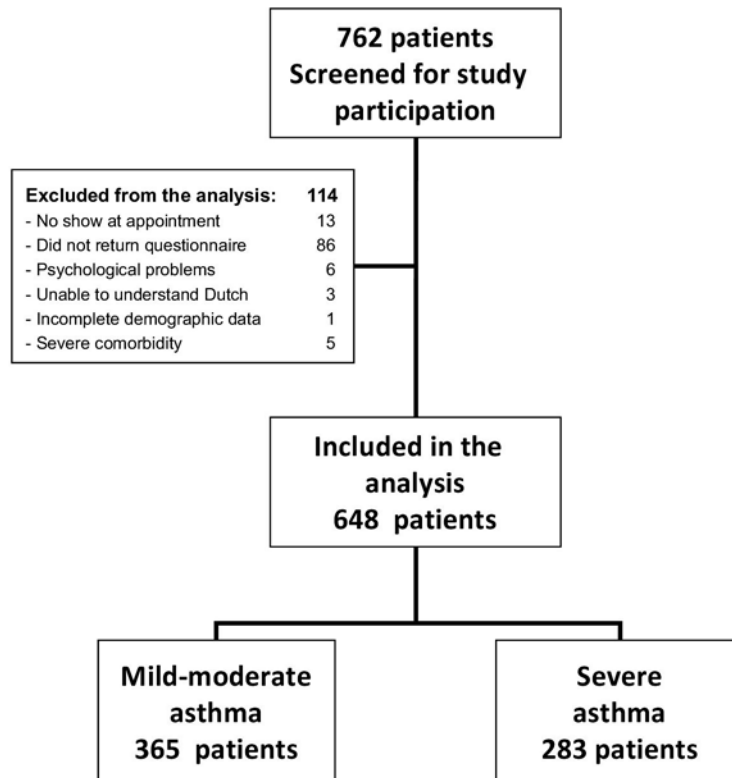 762 patients
Screened for study
participation
Excluded from the analysis: 114
- No show at appointment 13
- Did not return questionnaire 86
- Psychological problems 6
- Unable to understand Dutch 3
- Incomplete demographic data 1
- Severe comorbidity 5
Included in the
analysis
648 patients
Mild-moderate
asthma
365 patients
Severe
asthma
283 patients